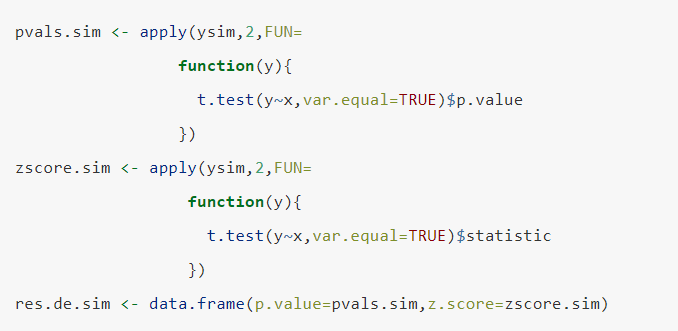 pvals.sim <- apply(ysim,2,FUN=
function(y){
t.test(y~x,var.equal=TRUE)$p.value
})
zscore.sim <- apply(ysim,2,FUN=
function(y){
t.test(y~x,var.equal=TRUE)$statistic
})
res.de.sim <- data.frame(p.value=pvals.sim,z.score=zscore.sim)